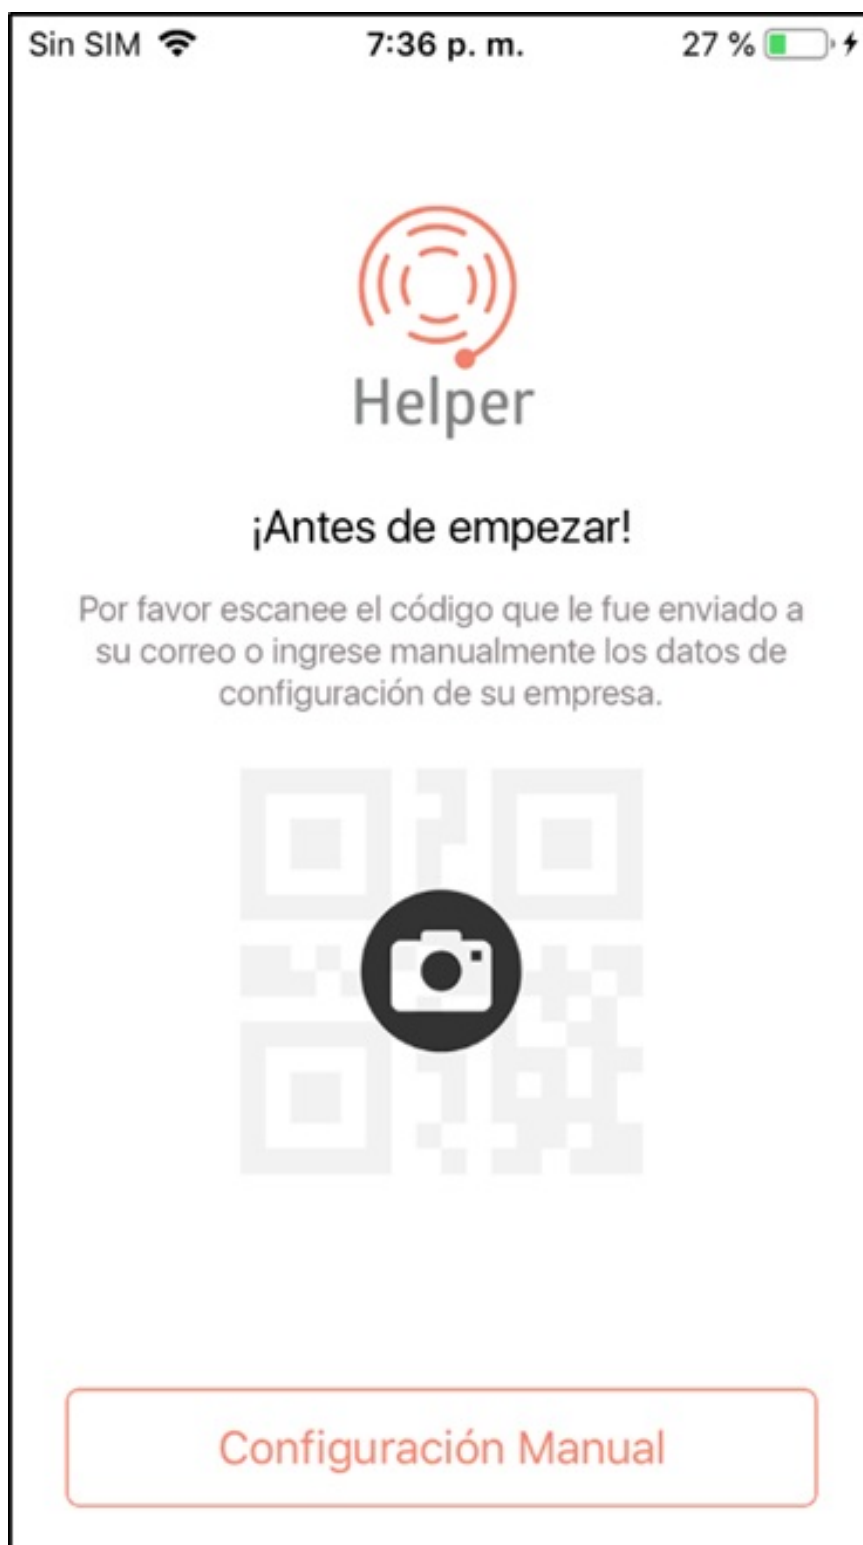 Sin SIM 7:36 p. m. 27 %
Helper
¡Antes de empezar!
Por favor escanee el código que le fue enviado a
su correo o ingrese manualmente los datos de
configuración de su empresa.
Configuración Manual